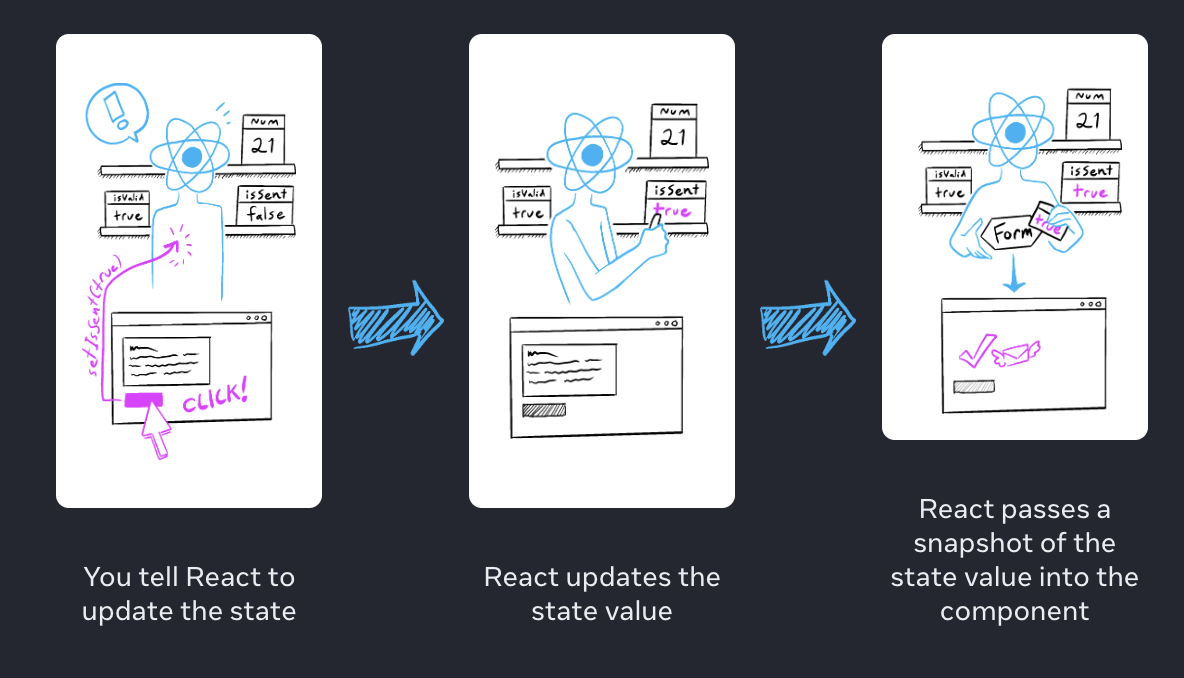 !
NUM
21
isValid
true
isSent
false
setIsSent(true)
CLICK!
You tell React to
update the state
NUM
21
isValid
true
isSent
true
React updates the
state value
NUM
21
isValid
true
isSent
true
Form
true
React passes a
snapshot of the
state value into the
component